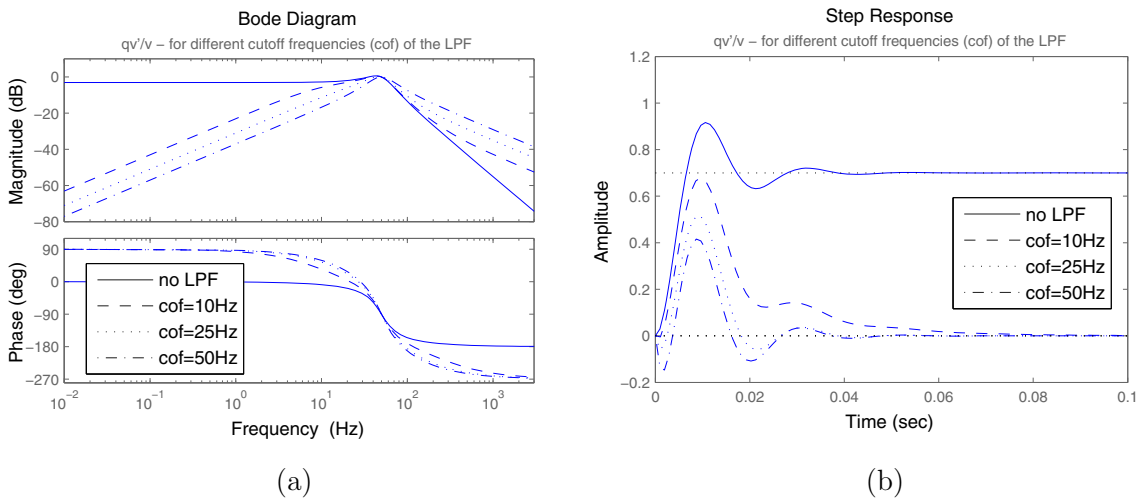 Bode Diagram
qv'/v − for different cutoff frequencies (cof) of the LPF
Magnitude (dB)
0
−20
−40
−60
−80
Phase (deg)
90
0
−90
−180
−270
no LPF
cof=10Hz
cof=25Hz
cof=50Hz
10^−2
10^−1
10^0
10^1
10^2
10^3
Frequency (Hz)
(a)
Step Response
qv'/v − for different cutoff frequencies (cof) of the LPF
Amplitude
1.2
1
0.8
0.6
0.4
0.2
0
−0.2
no LPF
cof=10Hz
cof=25Hz
cof=50Hz
0
0.02
0.04
0.06
0.08
0.1
Time (sec)
(b)